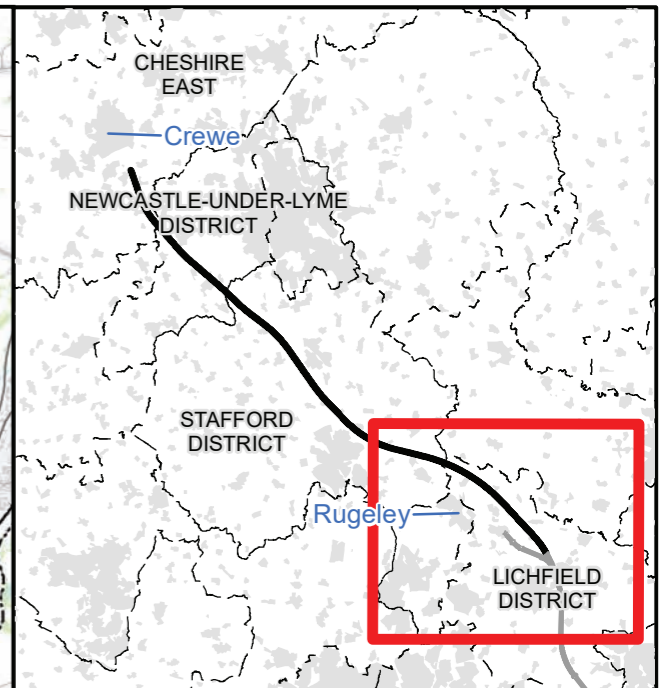 CHESHIRE
EAST
Crewe
NEWCASTLE-UNDER-LYME
DISTRICT
STAFFORD
DISTRICT
Rugeley
LICHFIELD
DISTRICT